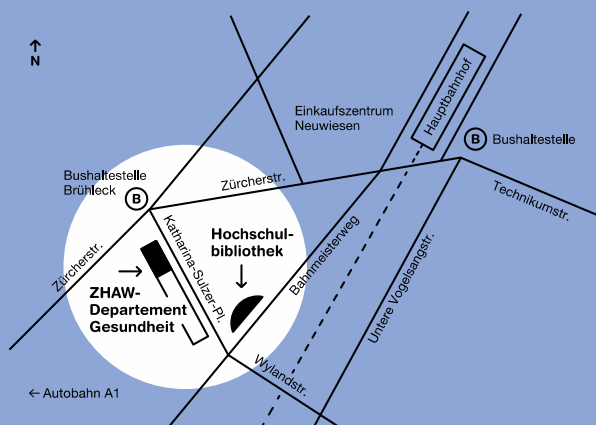 N
Einkaufszentrum
Neuwiesen
Hauptbahnhof
B Bushaltestelle
Bushaltestelle
Brühleck
B
Zürcherstr.
Technikumstr.
Zürcherstr.
Katharina-Sulzer-Pl.
Hochschul-
bibliothek
Bahnmeisterweg
Untere Vogelsangstr.
ZHAW-
Departement
Gesundheit
Wylandstr.
← Autobahn A1